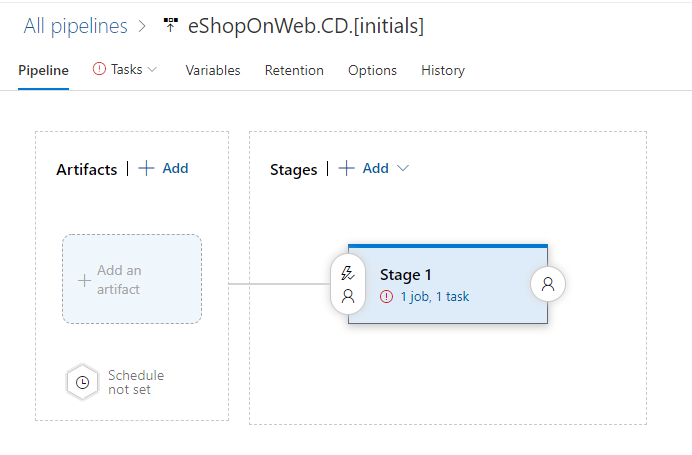 All pipelines > eShopOnWeb.CD.[initials]
Pipeline Tasks Variables Retention Options History
Artifacts | + Add
Stages | + Add
+ Add an
artifact
Stage 1
1 job, 1 task
Schedule
not set